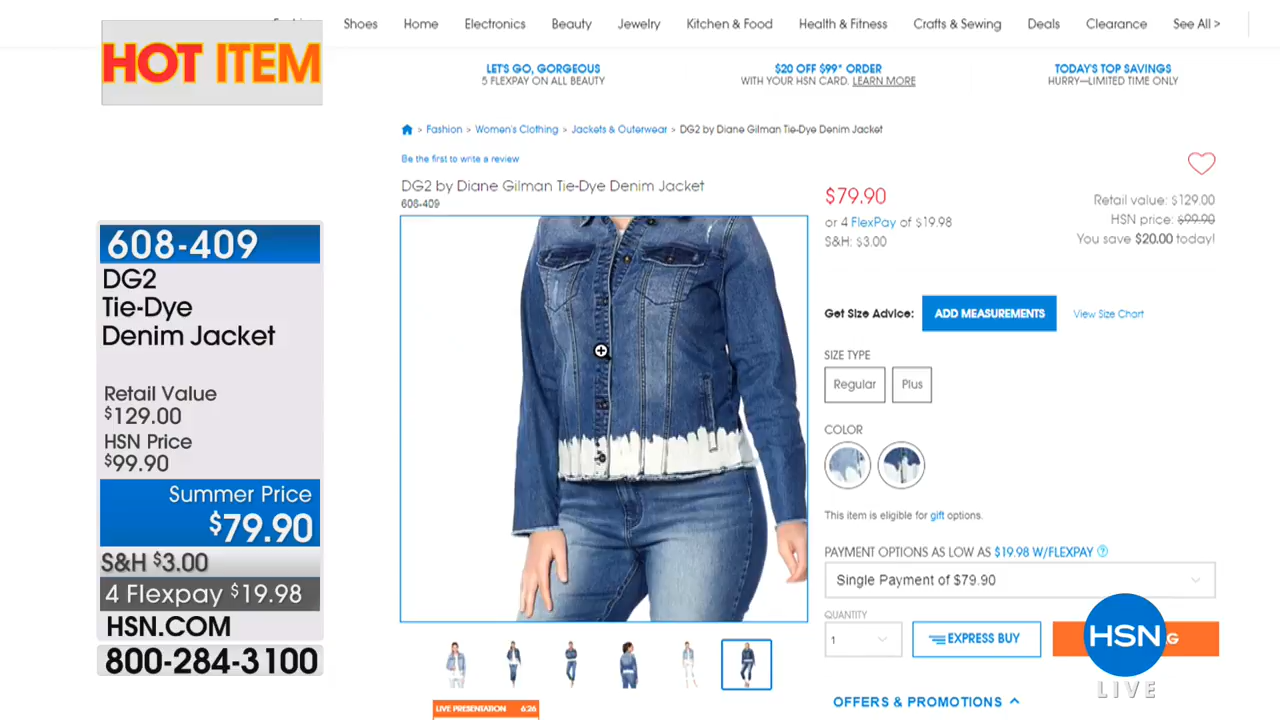 Shoes Home Electronics Beauty Jewelry Kitchen & Food Health & Fitness Crafts & Sewing Deals Clearance See All >
HOT ITEM
LET'S GO, GORGEOUS
5 FLEXPAY ON ALL BEAUTY
$20 OFF $99* ORDER
WITH YOUR HSN CARD. LEARN MORE
TODAY'S TOP SAVINGS
HURRY—LIMITED TIME ONLY
> Fashion > Women's Clothing > Jackets & Outerwear > DG2 by Diane Gilman Tie-Dye Denim Jacket
Be the first to write a review
DG2 by Diane Gilman Tie-Dye Denim Jacket
608-409
$79.90
or 4 FlexPay of $19.98
S&H: $3.00
Retail value: $129.00
HSN price: $99.90
You save $20.00 today!
Get Size Advice: ADD MEASUREMENTS View Size Chart
SIZE TYPE
Regular Plus
COLOR
This item is eligible for gift options.
PAYMENT OPTIONS AS LOW AS $19.98 W/FLEXPAY ?
Single Payment of $79.90
QUANTITY
1
EXPRESS BUY
G
OFFERS & PROMOTIONS
LIVE PRESENTATION 6:26
608-409
DG2
Tie-Dye
Denim Jacket
Retail Value
$129.00
HSN Price
$99.90
Summer Price
$79.90
S&H $3.00
4 Flexpay $19.98
HSN.COM
800-284-3100
HSN
LIVE